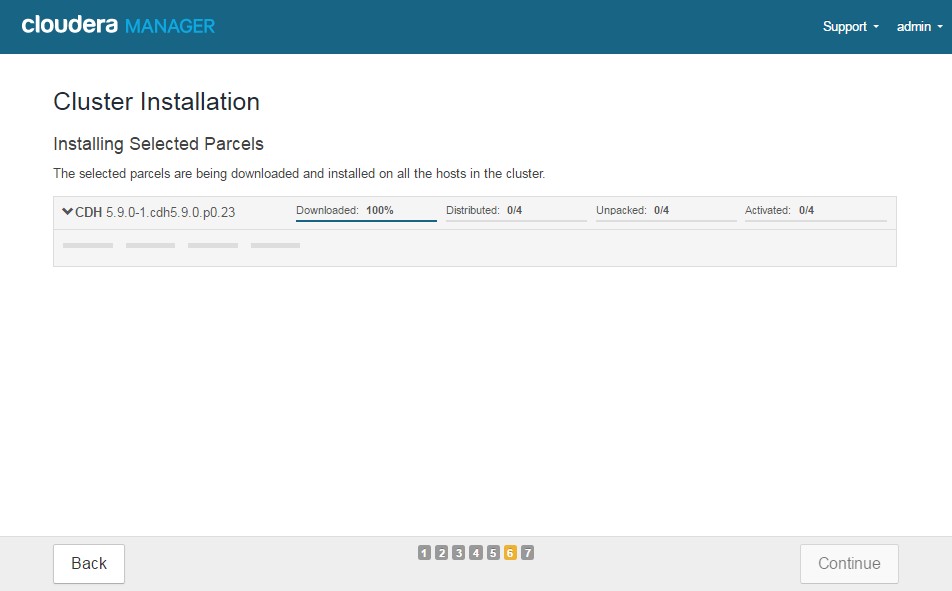 cloudera MANAGER
Support admin
Cluster Installation
Installing Selected Parcels
The selected parcels are being downloaded and installed on all the hosts in the cluster.
CDH 5.9.0-1.cdh5.9.0.p0.23 Downloaded: 100% Distributed: 0/4 Unpacked: 0/4 Activated: 0/4
Back 1 2 3 4 5 6 7 Continue